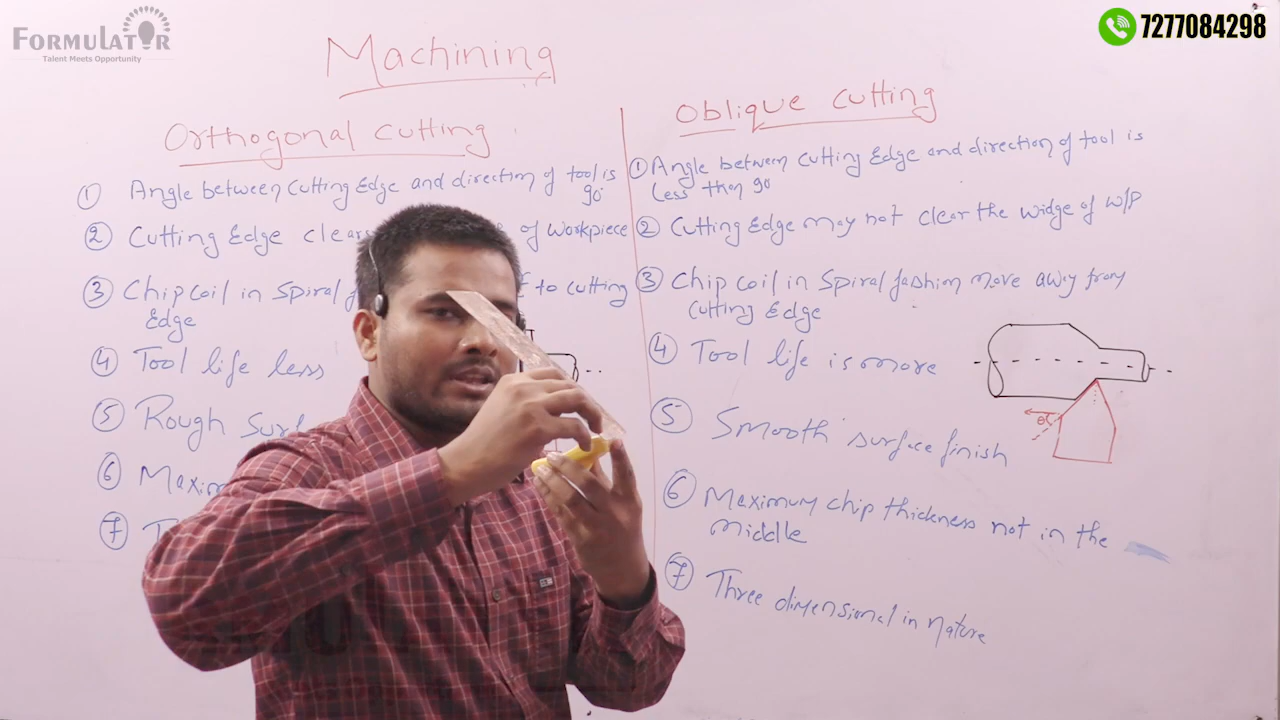 FORMULATOR
Talent Meets Opportunity
7277084298
Machining
Orthogonal cutting
① Angle between Cutting Edge and direction of tool is
90
② Cutting Edge clears of Workpiece
③ Chip coil in Spiral to cutting
Edge
④ Tool life less
⑤ Rough
⑥
⑦
Oblique cutting
① Angle between Cutting Edge and direction of tool is
less than 90
② Cutting Edge may not clear the widge of W/P
③ Chip coil in Spiral fashion move away from
cutting Edge
④ Tool life is more
⑤ Smooth surface finish
⑥ Maximum chip thickness not in the
middle
⑦ Three dimensional in nature